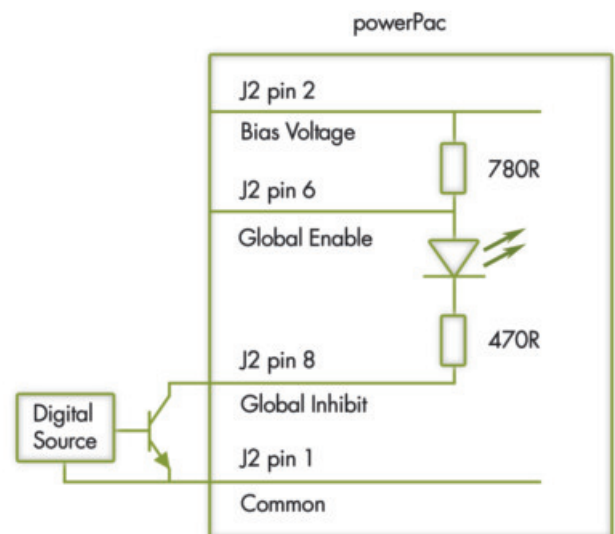 powerPac
J2 pin 2
Bias Voltage
780R
J2 pin 6
Global Enable
470R
J2 pin 8
Global Inhibit
Digital
Source
J2 pin 1
Common